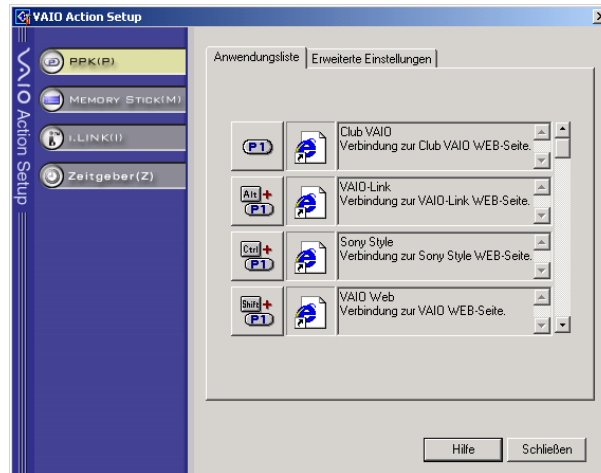 VAIO Action Setup
VAIO Action Setup
PPK(P)
MEMORY STICK(M)
i.LINK(I)
Zeitgeber(Z)
Anwendungsliste
Erweiterte Einstellungen
P1
Club VAIO
Verbindung zur Club VAIO WEB-Seite.
Alt +
P1
VAIO-Link
Verbindung zur VAIO-Link WEB-Seite.
Ctrl +
P1
Sony Style
Verbindung zur Sony Style WEB-Seite.
Shift +
P1
VAIO Web
Verbindung zur VAIO WEB-Seite.
Hilfe
Schließen